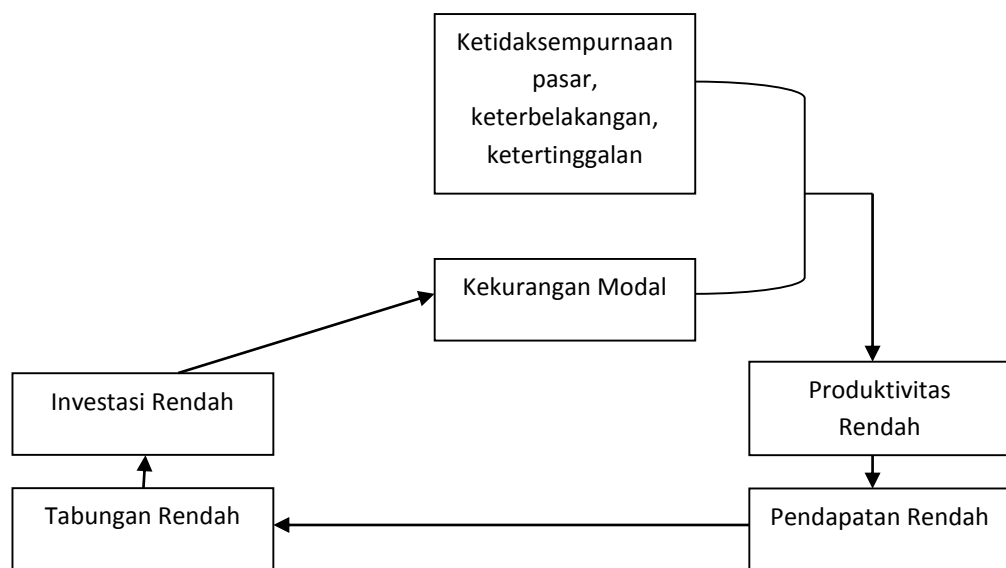 Ketidaksempurnaan
pasar,
keterbelakangan,
ketertinggalan
Kekurangan Modal
Investasi Rendah
Produktivitas
Rendah
Tabungan Rendah
Pendapatan Rendah